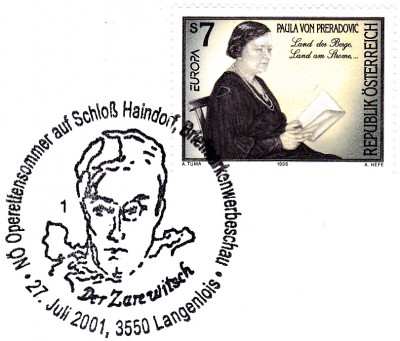 S7
PAULA VON PRERADOVIĆ
Land der Berge,
Land am Strome,...
EUROPA
REPUBLIK ÖSTERREICH
A. TUMA
1996
A. NEFE
NÖ Operettensommer auf Schloß Haindorf, Briefmarkenwerbeschau
• 27. Juli 2001, 3550 Langenlois •
1
Der Zarewitsch